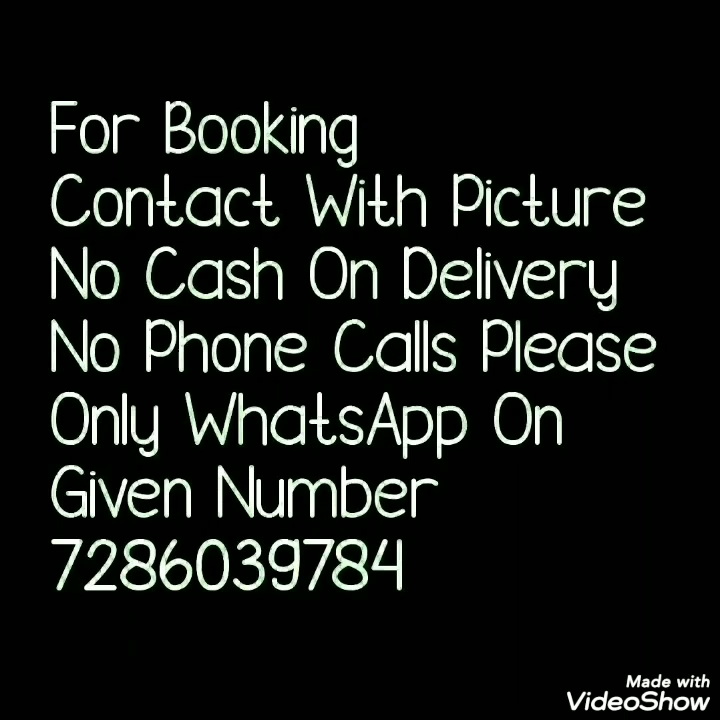 For Booking
Contact With Picture
No Cash On Delivery
No Phone Calls Please
Only WhatsApp On
Given Number
7286039784
Made with
VideoShow